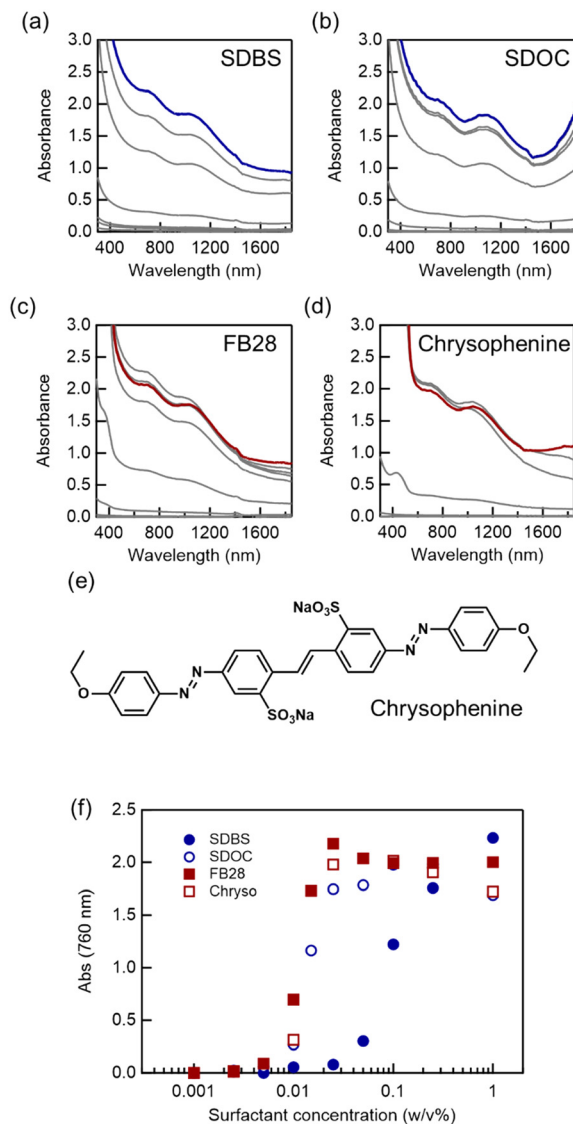 (a)
SDBS
3.0
2.5
2.0
1.5
1.0
0.5
0.0
Absorbance
400 800 1200 1600
Wavelength (nm)
(b)
SDOC
3.0
2.5
2.0
1.5
1.0
0.5
0.0
Absorbance
400 800 1200 1600
Wavelength (nm)
(c)
FB28
3.0
2.5
2.0
1.5
1.0
0.5
0.0
Absorbance
400 800 1200 1600
Wavelength (nm)
(d)
Chrysophenine
3.0
2.5
2.0
1.5
1.0
0.5
0.0
Absorbance
400 800 1200 1600
Wavelength (nm)
(e)
NaO₃S
N
N
O
O
N
N
SO₃Na
Chrysophenine
(f)
2.5
2.0
1.5
1.0
0.5
0.0
Abs (760 nm)
SDBS
SDOC
FB28
Chryso
0.001 0.01 0.1 1
Surfactant concentration (w/v%)